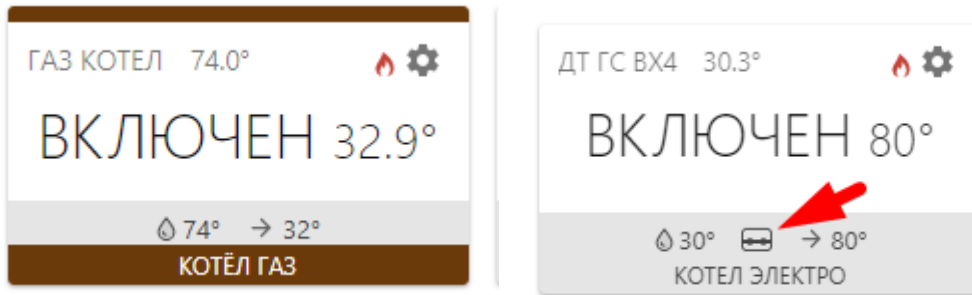 ГАЗ КОТЕЛ 74.0°
ВКЛЮЧЕН 32.9°
74° → 32°
КОТЁЛ ГАЗ
ДТ ГС ВХ4 30.3°
ВКЛЮЧЕН 80°
30° → 80°
КОТЕЛ ЭЛЕКТРО